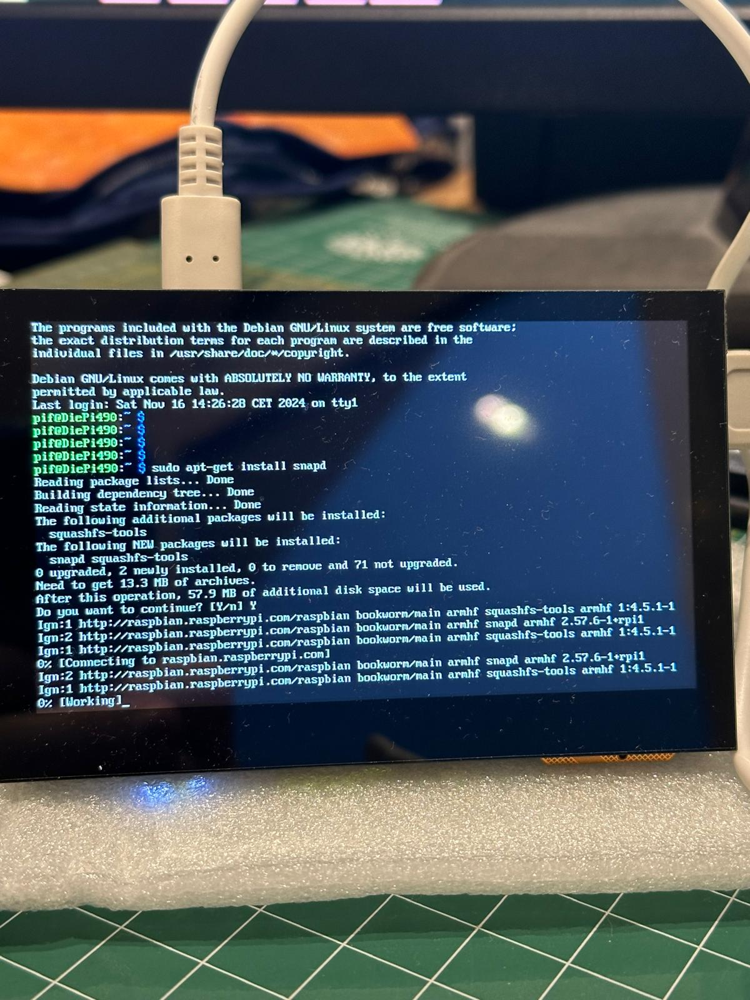 The programs included with the Debian GNU/Linux system are free software;
the exact distribution terms for each program are described in the
individual files in /usr/share/doc/*/copyright.
Debian GNU/Linux comes with ABSOLUTELY NO WARRANTY, to the extent
permitted by applicable law.
Last login: Sat Nov 16 14:26:28 CET 2024 on tty1
pif@DiePi490:~ $
pif@DiePi490:~ $
pif@DiePi490:~ $
pif@DiePi490:~ $
pif@DiePi490:~ $ sudo apt-get install snapd
Reading package lists... Done
Building dependency tree... Done
Reading state information... Done
The following additional packages will be installed:
  squashfs-tools
The following NEW packages will be installed:
  snapd squashfs-tools
0 upgraded, 2 newly installed, 0 to remove and 71 not upgraded.
Need to get 13.3 MB of archives.
After this operation, 57.9 MB of additional disk space will be used.
Do you want to continue? [Y/n] Y
Ign:1 http://raspbian.raspberrypi.com/raspbian bookworm/main armhf squashfs-tools armhf 1:4.5.1-1
Ign:2 http://raspbian.raspberrypi.com/raspbian bookworm/main armhf snapd armhf 2.57.6-1+rpi1
Ign:1 http://raspbian.raspberrypi.com/raspbian bookworm/main armhf squashfs-tools armhf 1:4.5.1-1
0% [Connecting to raspbian.raspberrypi.com]
Ign:2 http://raspbian.raspberrypi.com/raspbian bookworm/main armhf snapd armhf 2.57.6-1+rpi1
Ign:1 http://raspbian.raspberrypi.com/raspbian bookworm/main armhf squashfs-tools armhf 1:4.5.1-1
0% [Working]_